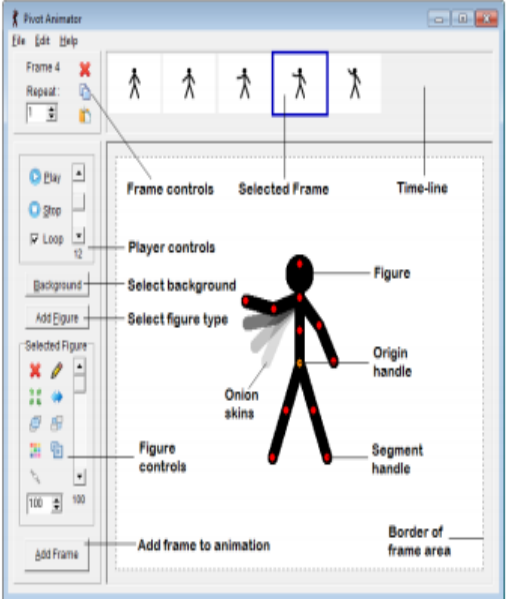 Pivot Animator
File Edit Help
Frame 4
Repeat:
1
Frame controls
Selected Frame
Time-line
Play
Stop
Loop
12
Player controls
Background
Select background
Figure
Add Figure
Select figure type
Selected Figure
Origin
handle
Onion
skins
Figure
controls
Segment
handle
100
100
Border of
frame area
Add Frame
Add frame to animation